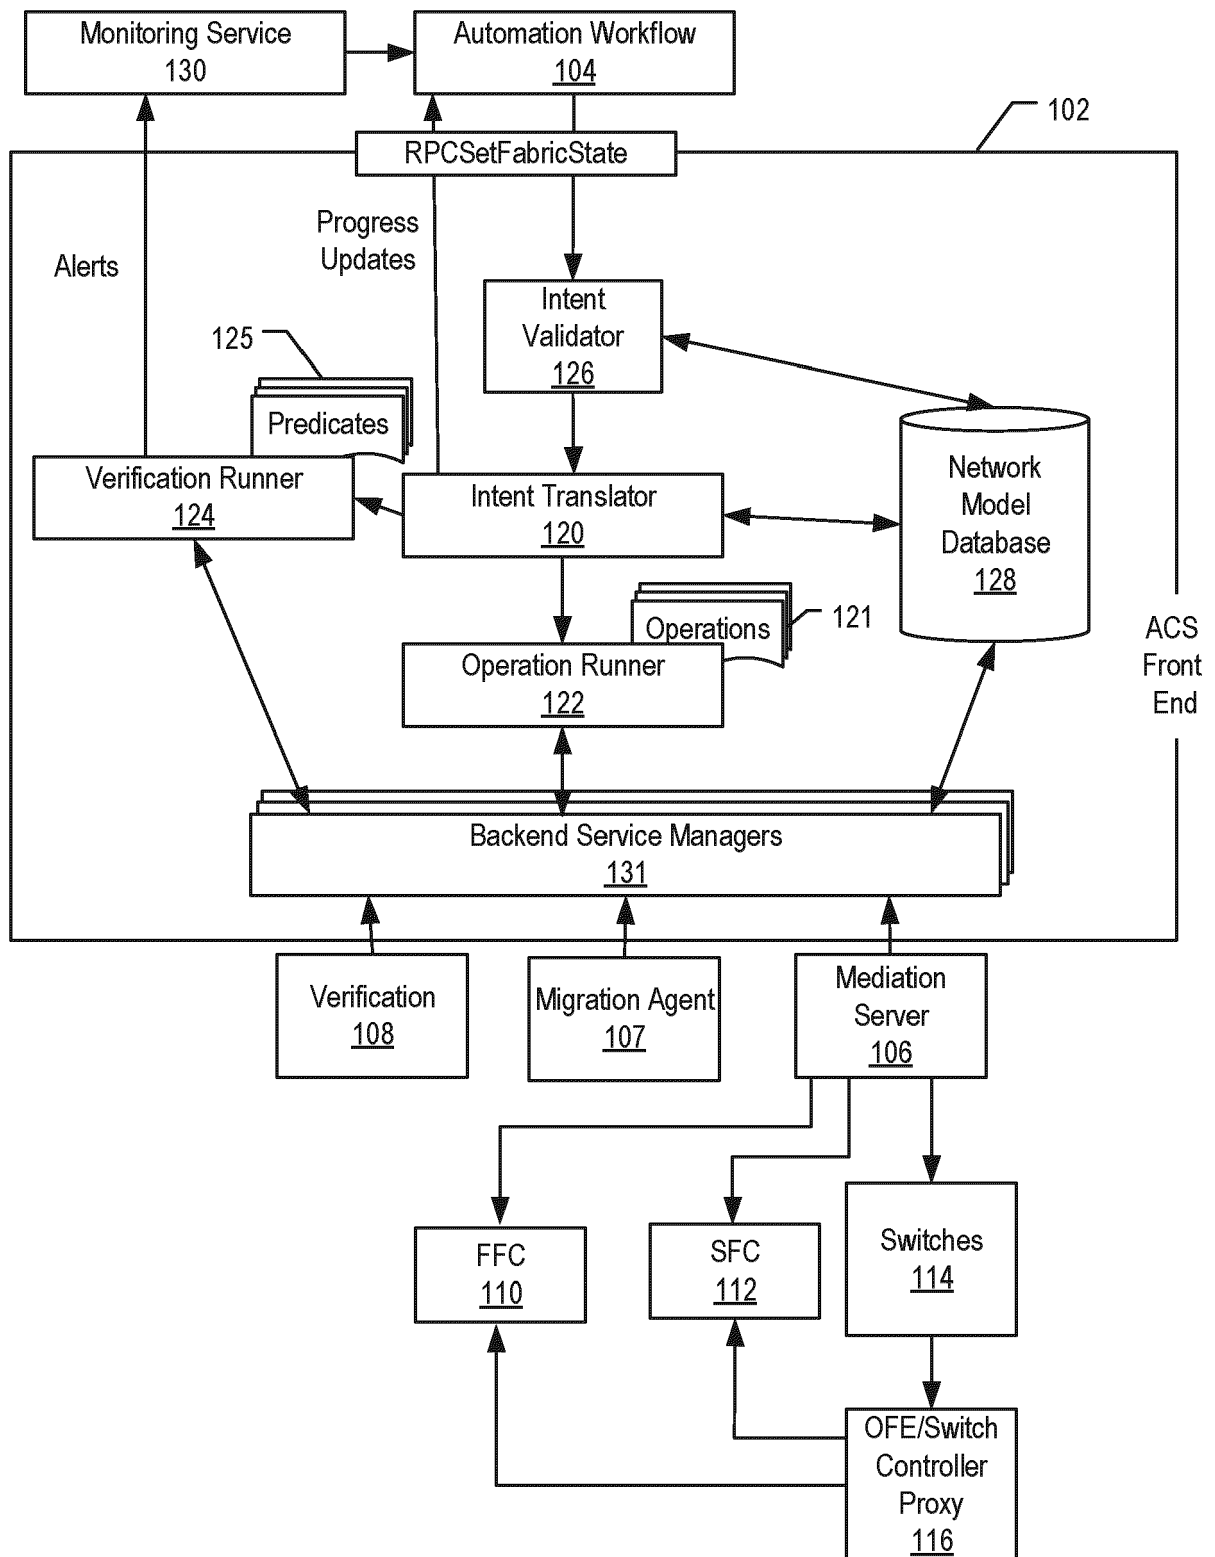 Monitoring Service
130
Automation Workflow
104
102
RPCSetFabricState
Progress
Updates
Alerts
Intent
Validator
126
125
Predicates
Verification Runner
124
Intent Translator
120
Network
Model
Database
128
Operations
121
Operation Runner
122
ACS
Front
End
Backend Service Managers
131
Verification
108
Migration Agent
107
Mediation
Server
106
FFC
110
SFC
112
Switches
114
OFE/Switch
Controller
Proxy
116